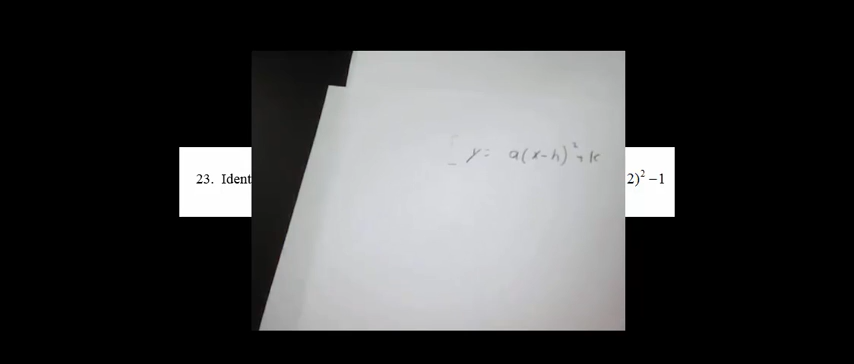 23. Ident
y = a(x-h)² + k
2)² – 1